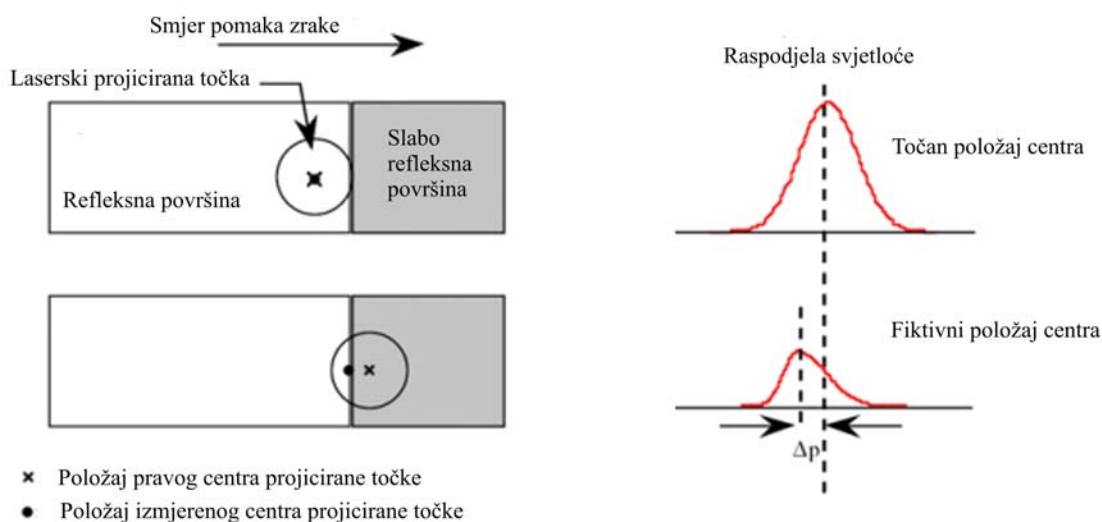 Smjer pomaka zrake
Laserski projicirana točka
Refleksna površina
Slabo
refleksna
površina
Položaj pravog centra projicirane točke
Položaj izmjerenog centra projicirane točke
Raspodjela svjetloće
Točan položaj centra
Fiktivni položaj centra
Δp